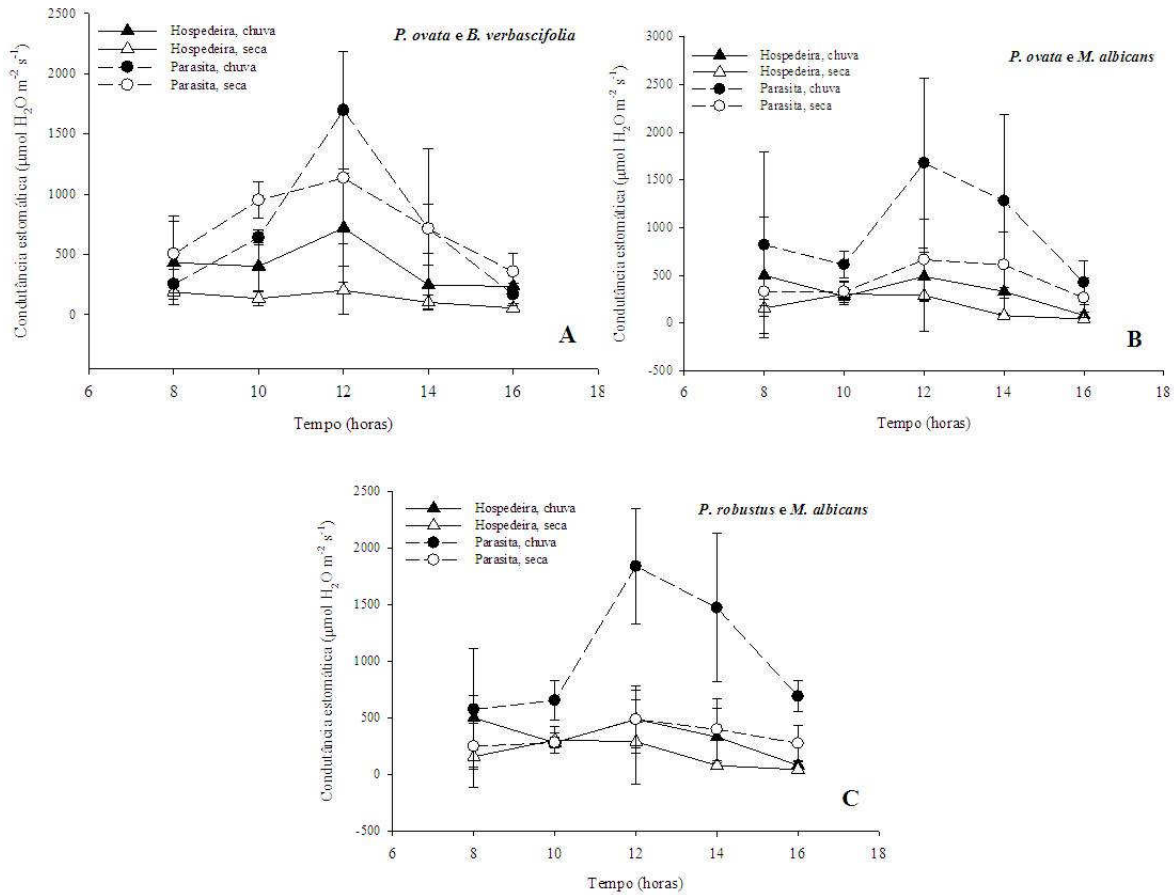 P. ovata e B. verbascifolia
Hospedeira, chuva
Hospedeira, seca
Parasita, chuva
Parasita, seca
Condutância estomática (µmol H2O m-2 s-1)
2500
2000
1500
1000
500
0
6 8 10 12 14 16 18
Tempo (horas)
A
P. ovata e M. albicans
Hospedeira, chuva
Hospedeira, seca
Parasita, chuva
Parasita, seca
Condutância estomática (µmol H2O m-2 s-1)
3000
2500
2000
1500
1000
500
0
-500
6 8 10 12 14 16 18
Tempo (horas)
B
P. robustus e M. albicans
Hospedeira, chuva
Hospedeira, seca
Parasita, chuva
Parasita, seca
Condutância estomática (µmol H2O m-2 s-1)
2500
2000
1500
1000
500
0
-500
6 8 10 12 14 16 18
Tempo (horas)
C